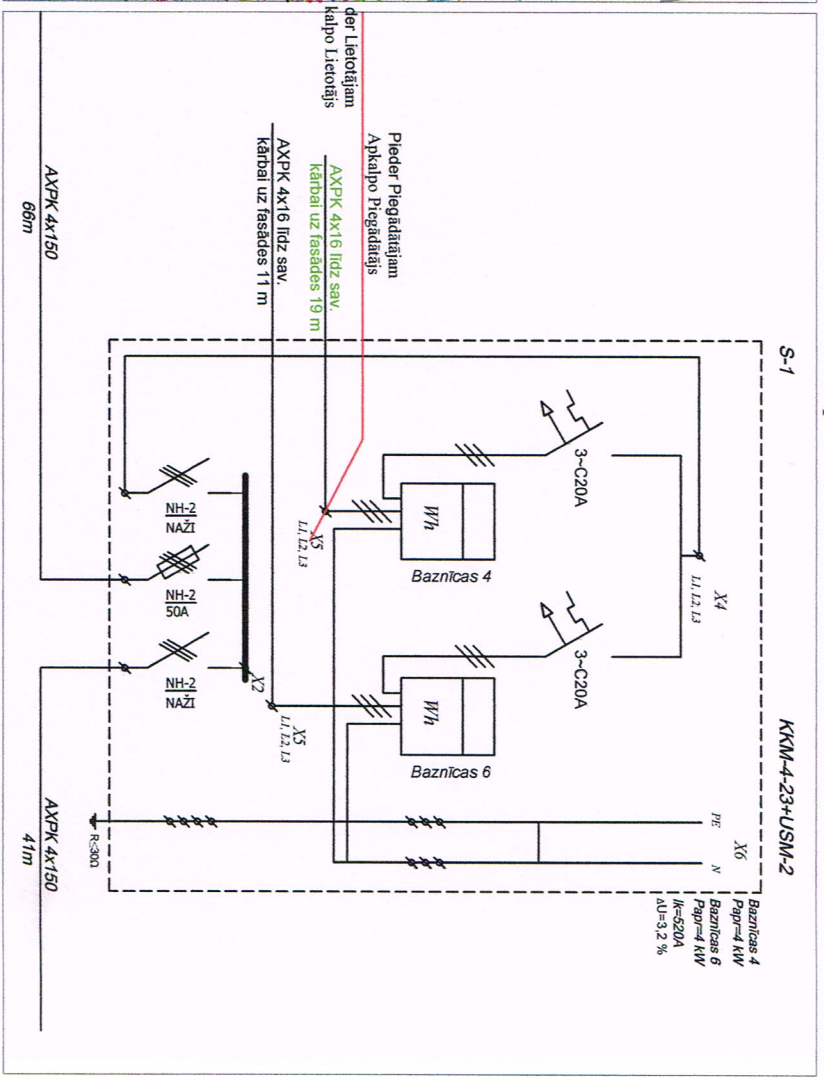 S-1
KKM-4-23+USM-2
Baznīcas 4
Papr=4 kW
Baznīcas 6
Papr=4 kW
Ik=520A
ΔU=3,2 %
der Lietotājam
kalpo Lietotājs
Pieder Piegādātājam
Apkalpo Piegādātājs
AXPK 4x16 līdz sav.
kārbai uz fasādes 19 m
AXPK 4x16 līdz sav.
kārbai uz fasādes 11 m
3~C20A
3~C20A
X4
L1, L2, L3
X6
PE
N
Wh
Baznīcas 4
Wh
Baznīcas 6
X5
L1, L2, L3
X5
L1, L2, L3
X2
NH-2
NAŽI
NH-2
50A
NH-2
NAŽI
R≤30Ω
AXPK 4x150
66m
AXPK 4x150
41m